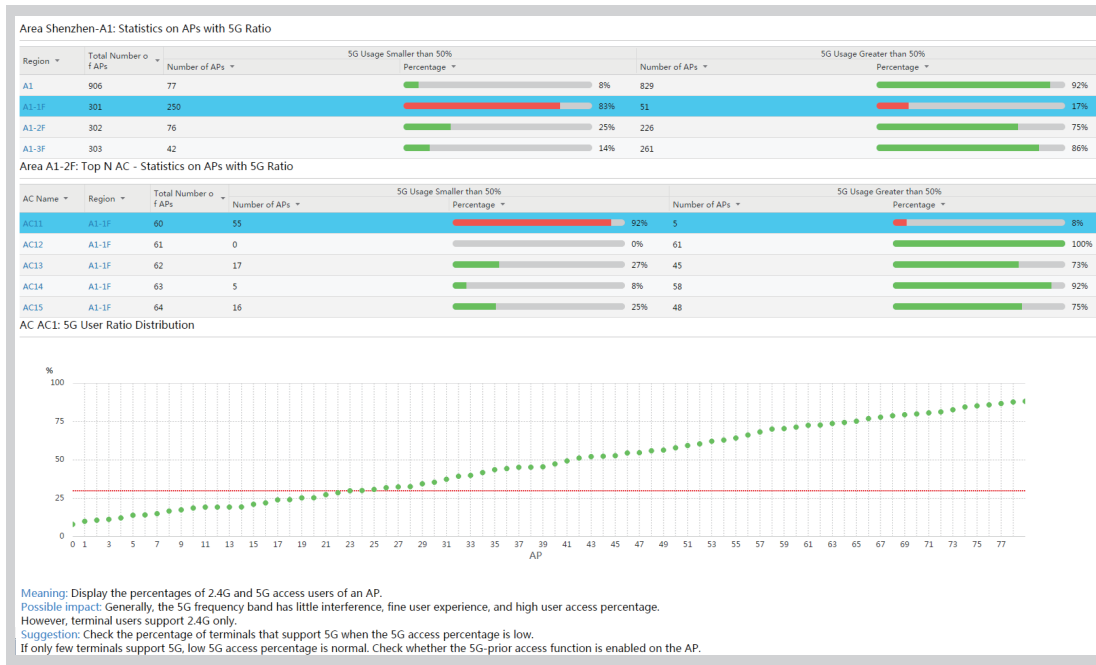 Area Shenzhen-A1: Statistics on APs with 5G Ratio
Region Total Number of APs 5G Usage Smaller than 50% 5G Usage Greater than 50%
Number of APs Percentage Number of APs Percentage
A1 906 77 8% 829 92%
A1-1F 301 250 83% 51 17%
A1-2F 302 76 25% 226 75%
A1-3F 303 42 14% 261 86%
Area A1-2F: Top N AC - Statistics on APs with 5G Ratio
AC Name Region Total Number of APs 5G Usage Smaller than 50% 5G Usage Greater than 50%
Number of APs Percentage Number of APs Percentage
AC11 A1-1F 60 55 92% 5 8%
AC12 A1-1F 61 0 0% 61 100%
AC13 A1-1F 62 17 27% 45 73%
AC14 A1-1F 63 5 8% 58 92%
AC15 A1-1F 64 16 25% 48 75%
AC AC1: 5G User Ratio Distribution
%
100
75
50
25
0
0 1 3 5 7 9 11 13 15 17 19 21 23 25 27 29 31 33 35 37 39 41 43 45 47 49 51 53 55 57 59 61 63 65 67 69 71 73 75 77
AP
Meaning: Display the percentages of 2.4G and 5G access users of an AP.
Possible impact: Generally, the 5G frequency band has little interference, fine user experience, and high user access percentage.
However, terminal users support 2.4G only.
Suggestion: Check the percentage of terminals that support 5G when the 5G access percentage is low.
If only few terminals support 5G, low 5G access percentage is normal. Check whether the 5G-prior access function is enabled on the AP.